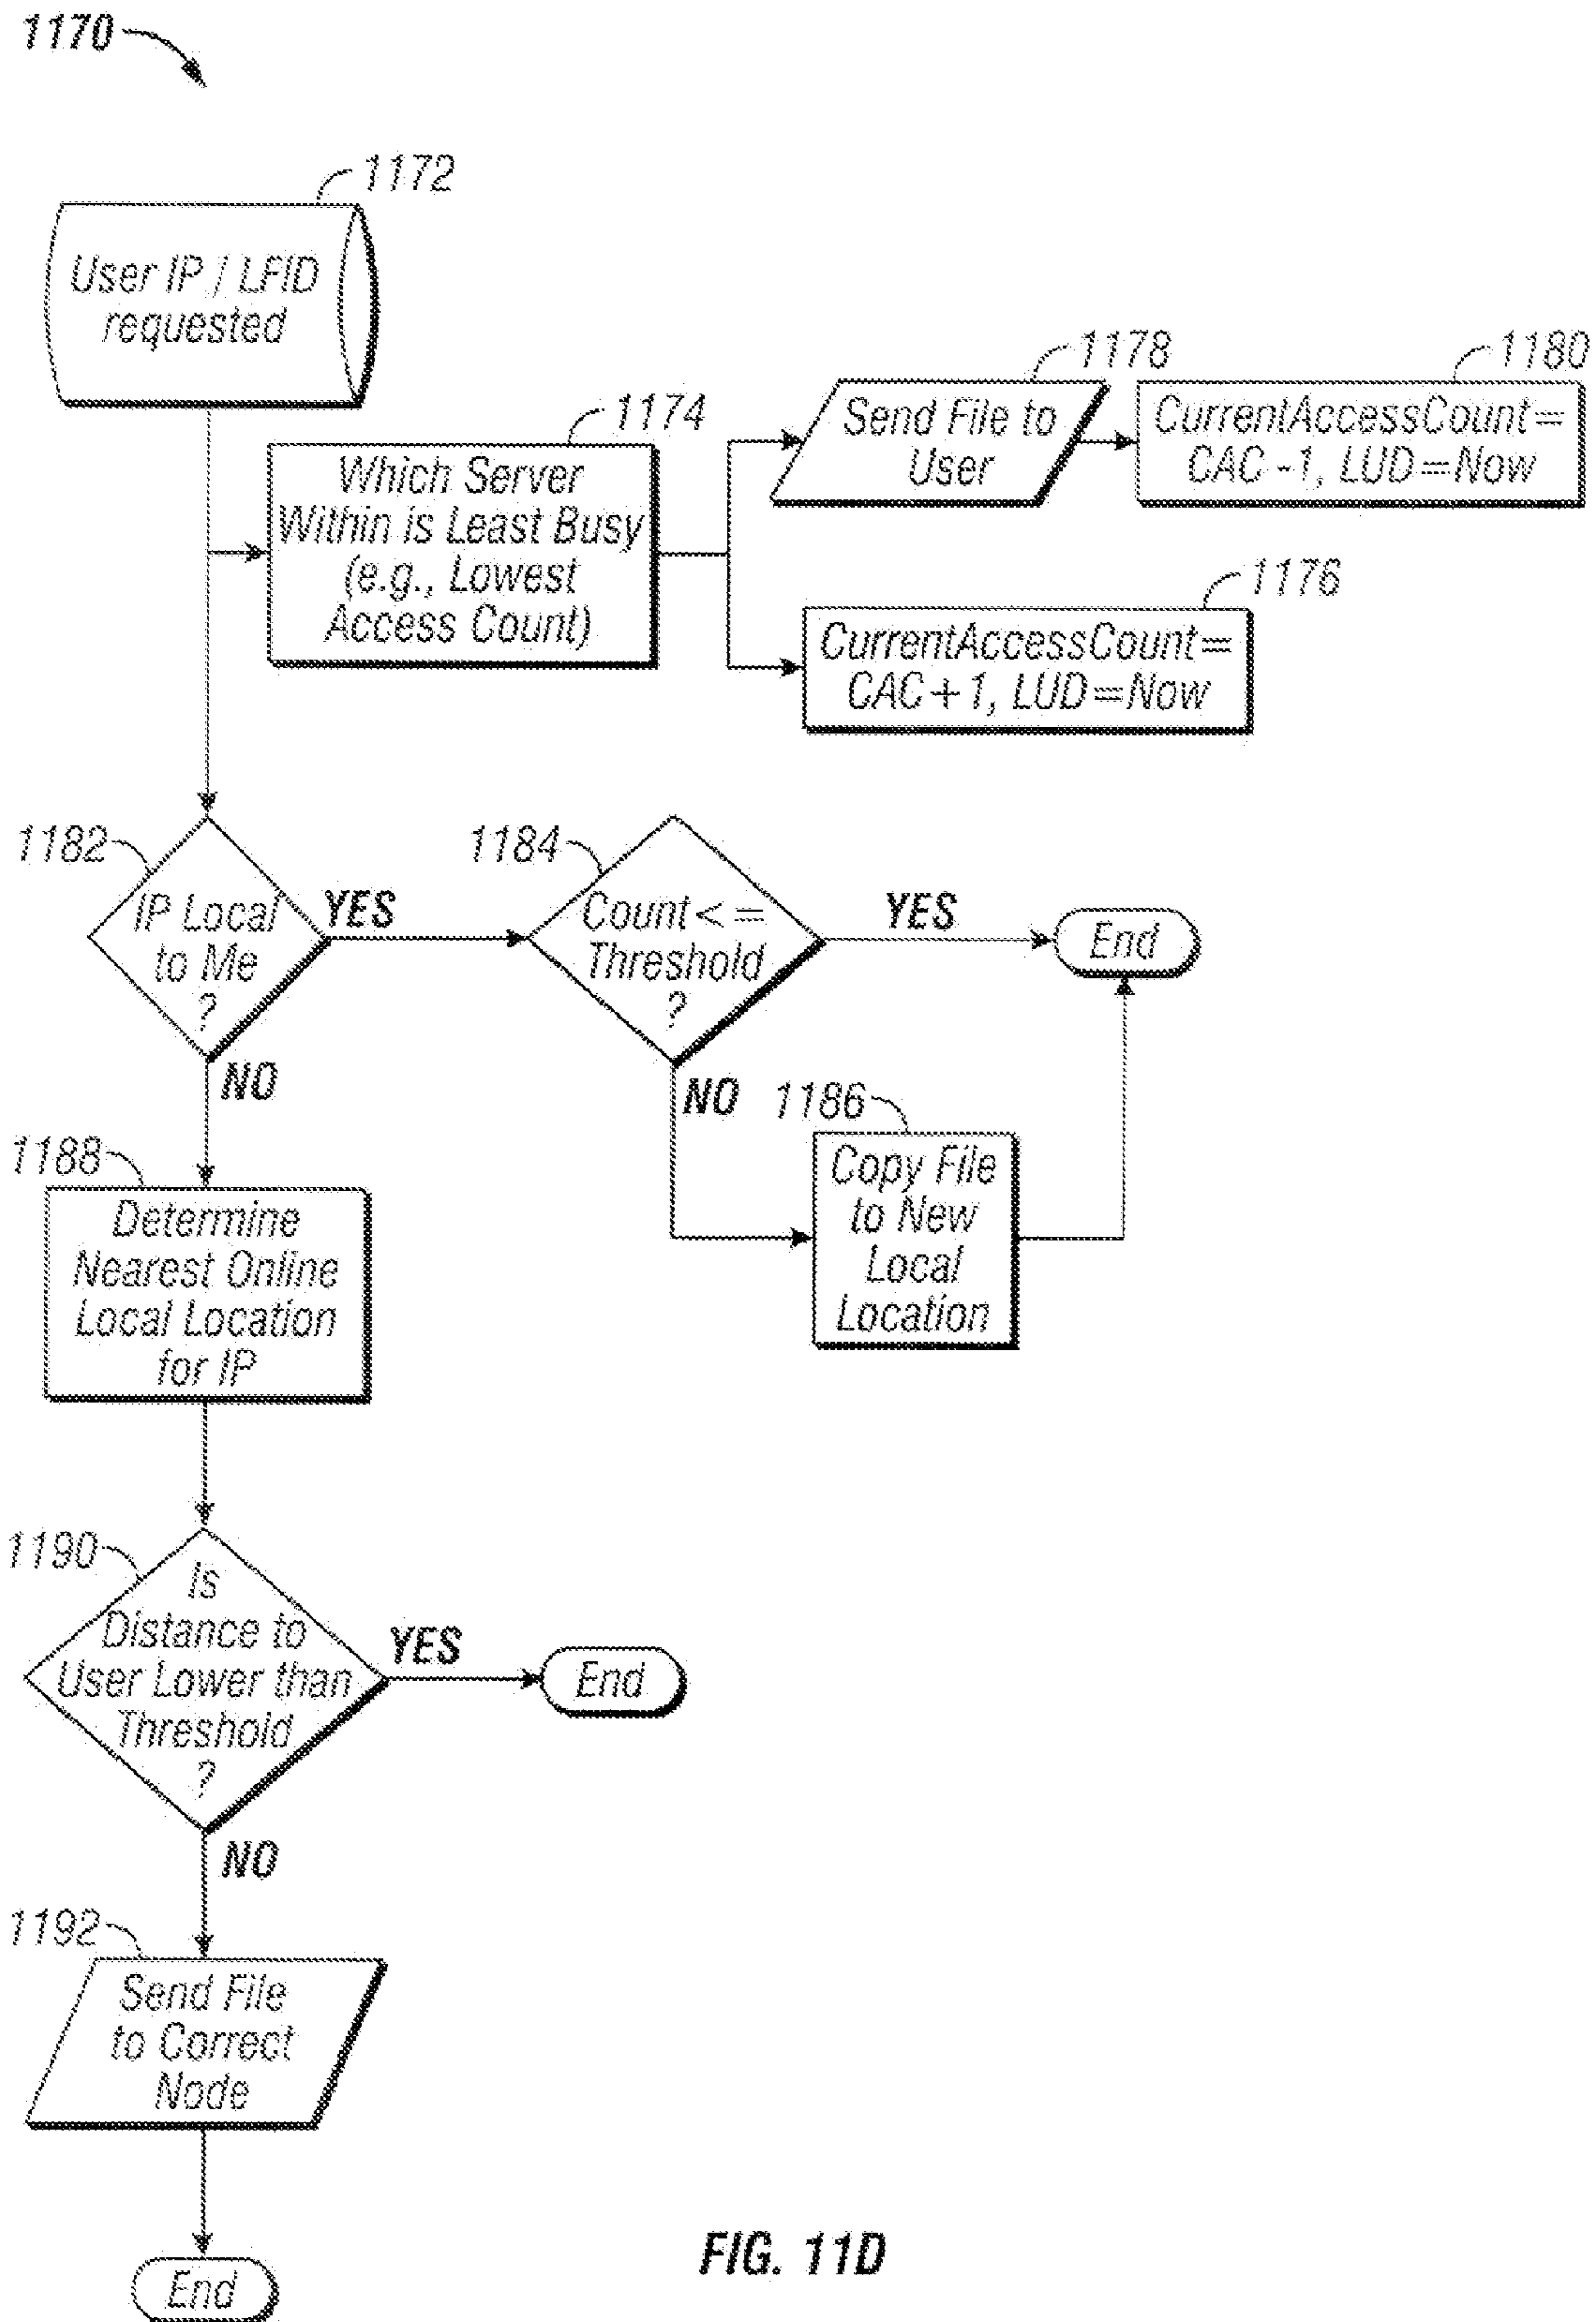 1170
1172
User IP / LFID
requested
1174
Which Server
Within is Least Busy
(e.g., Lowest
Access Count)
1178
Send File to
User
1180
CurrentAccessCount=
CAC -1, LUD=Now
1176
CurrentAccessCount=
CAC+1, LUD=Now
1182
IP Local
to Me
?
YES
NO
1184
Count<=
Threshold
?
YES
End
NO
1186
Copy File
to New
Local
Location
1188
Determine
Nearest Online
Local Location
for IP
1190
Is
Distance to
User Lower than
Threshold
?
YES
End
NO
1192
Send File
to Correct
Node
End
FIG. 11D